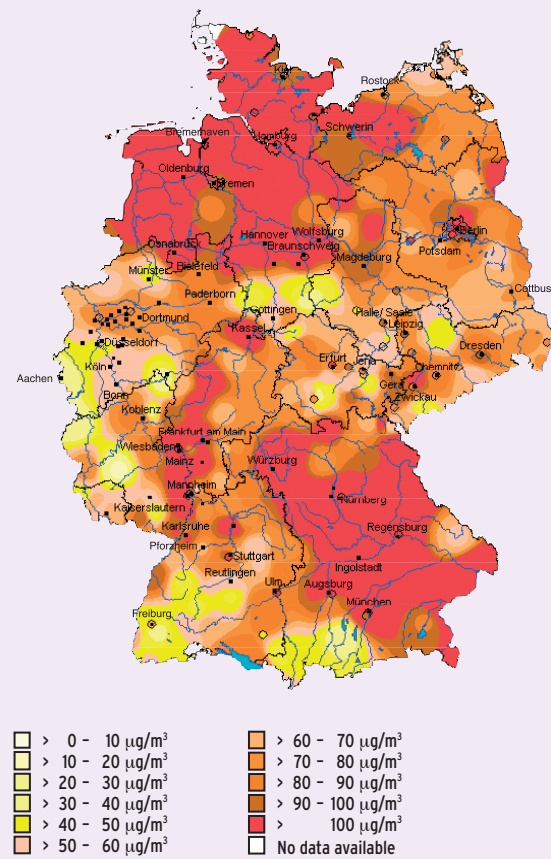 Kiel
Rostock
Schwerin
Bremerhaven
Hamburg
Oldenburg
Bremen
Berlin
Hannover Wolfsburg
Osnabrück
Braunschweig
Potsdam
Bielefeld
Magdeburg
Münster
Cottbus
Paderborn
Göttingen
Halle/ Saale
Dortmund
Leipzig
Kassel
Düsseldorf
Dresden
Erfurt
Jena
Chemnitz
Köln
Aachen
Gera
Bonn
Zwickau
Koblenz
Frankfurt am Main
Wiesbaden
Mainz
Würzburg
Mannheim
Nürnberg
Kaiserslautern
Regensburg
Karlsruhe
Pforzheim
Stuttgart
Ingolstadt
Reutlingen
Ulm
Augsburg
München
Freiburg
> 0 – 10 µg/m³
> 10 – 20 µg/m³
> 20 – 30 µg/m³
> 30 – 40 µg/m³
> 40 – 50 µg/m³
> 50 – 60 µg/m³
> 60 – 70 µg/m³
> 70 – 80 µg/m³
> 80 – 90 µg/m³
> 90 – 100 µg/m³
> 100 µg/m³
No data available